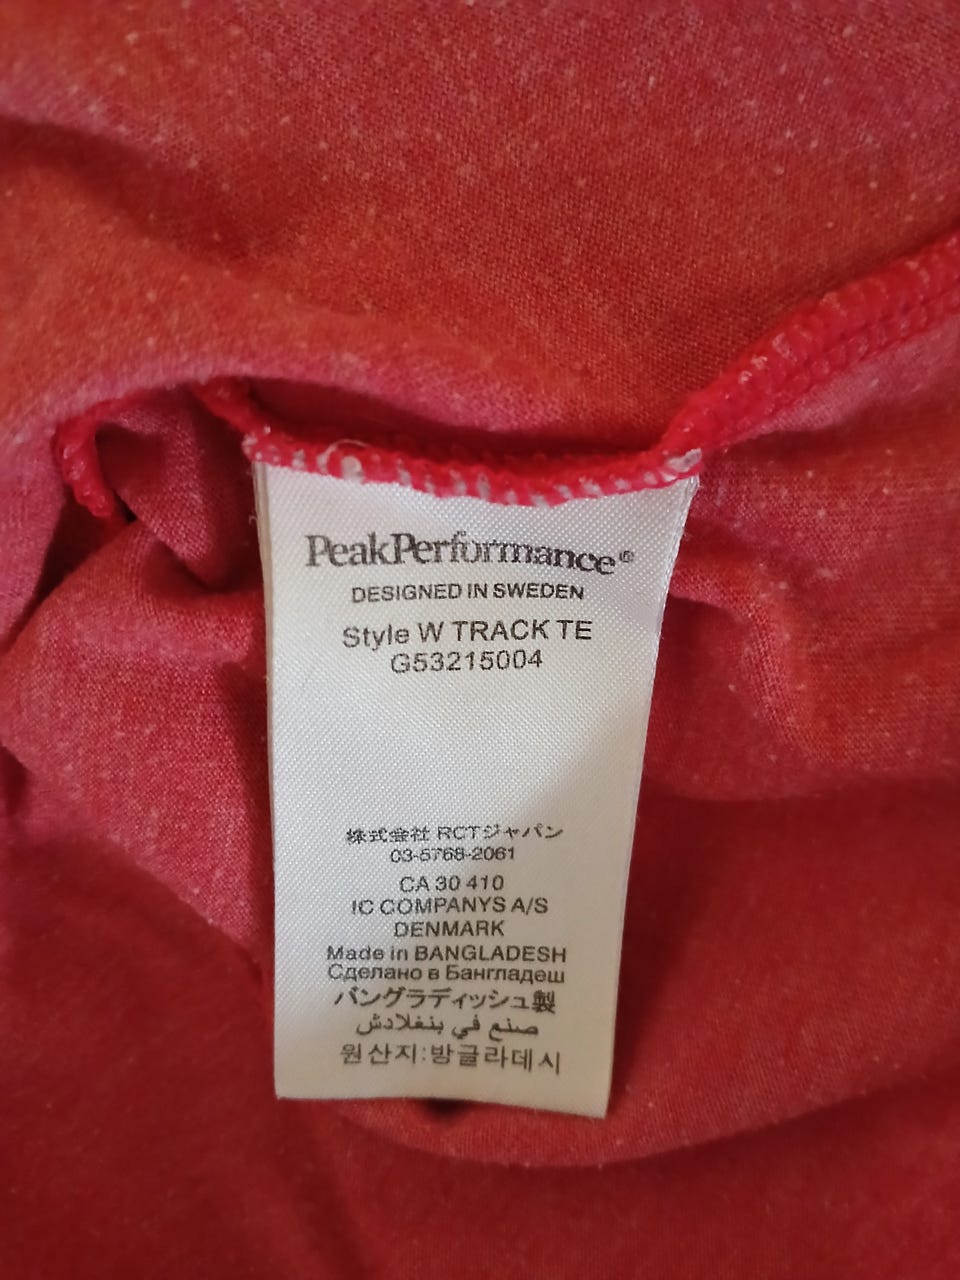 PeakPerformance®
DESIGNED IN SWEDEN
Style W TRACK TE
G53215004
株式会社 RCTジャパン
03-5768-2061
CA 30 410
IC COMPANYS A/S
DENMARK
Made in BANGLADESH
Сделано в Бангладеш
バングラディッシュ製
صنع في بنغلادش
원산지:방글라데시